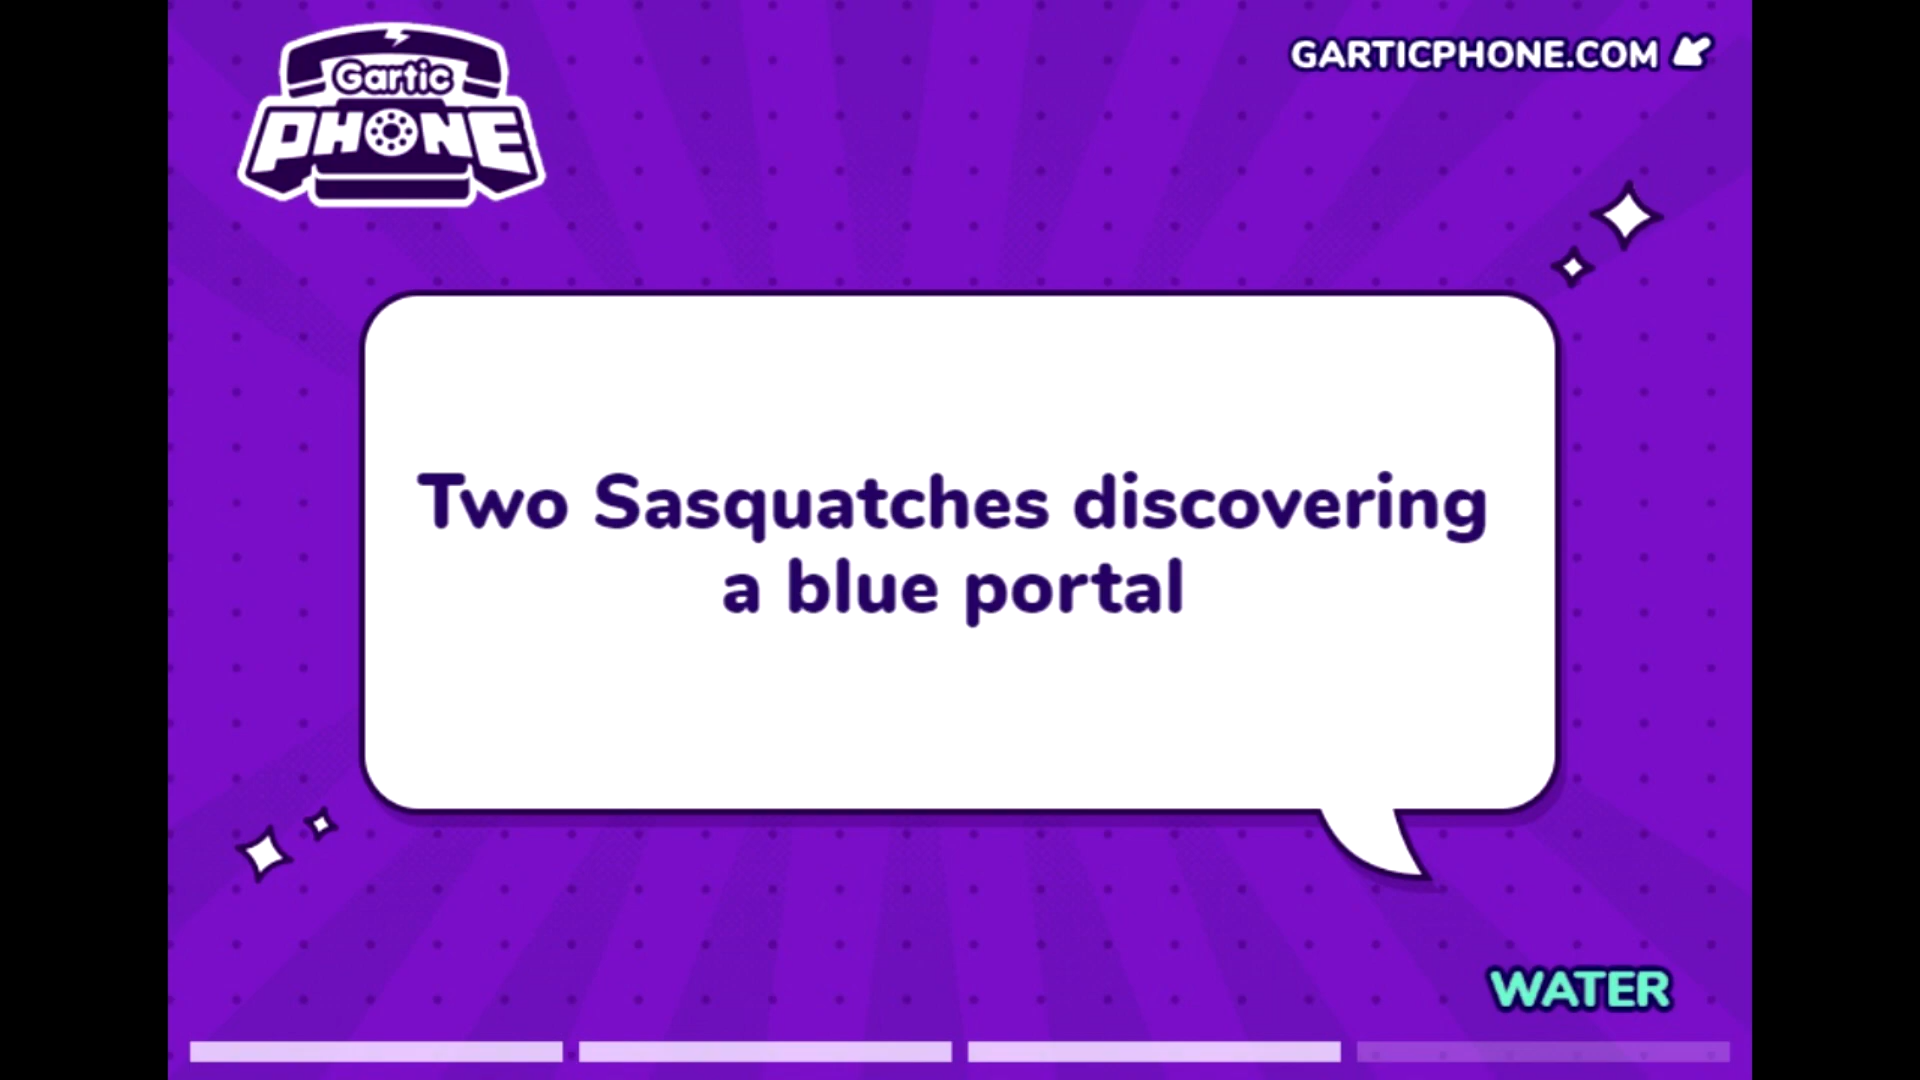 Gartic
PHONE
GARTICPHONE.COM
Two Sasquatches discovering
a blue portal
WATER